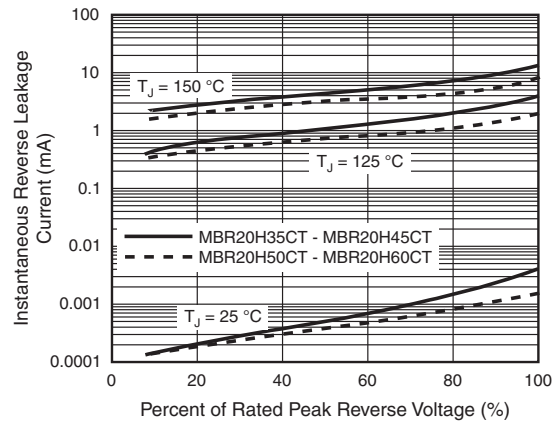 Instantaneous Reverse Leakage
Current (mA)
100
10
1
0.1
0.01
0.001
0.0001
T_J = 150 °C
T_J = 125 °C
MBR20H35CT - MBR20H45CT
MBR20H50CT - MBR20H60CT
T_J = 25 °C
0
20
40
60
80
100
Percent of Rated Peak Reverse Voltage (%)